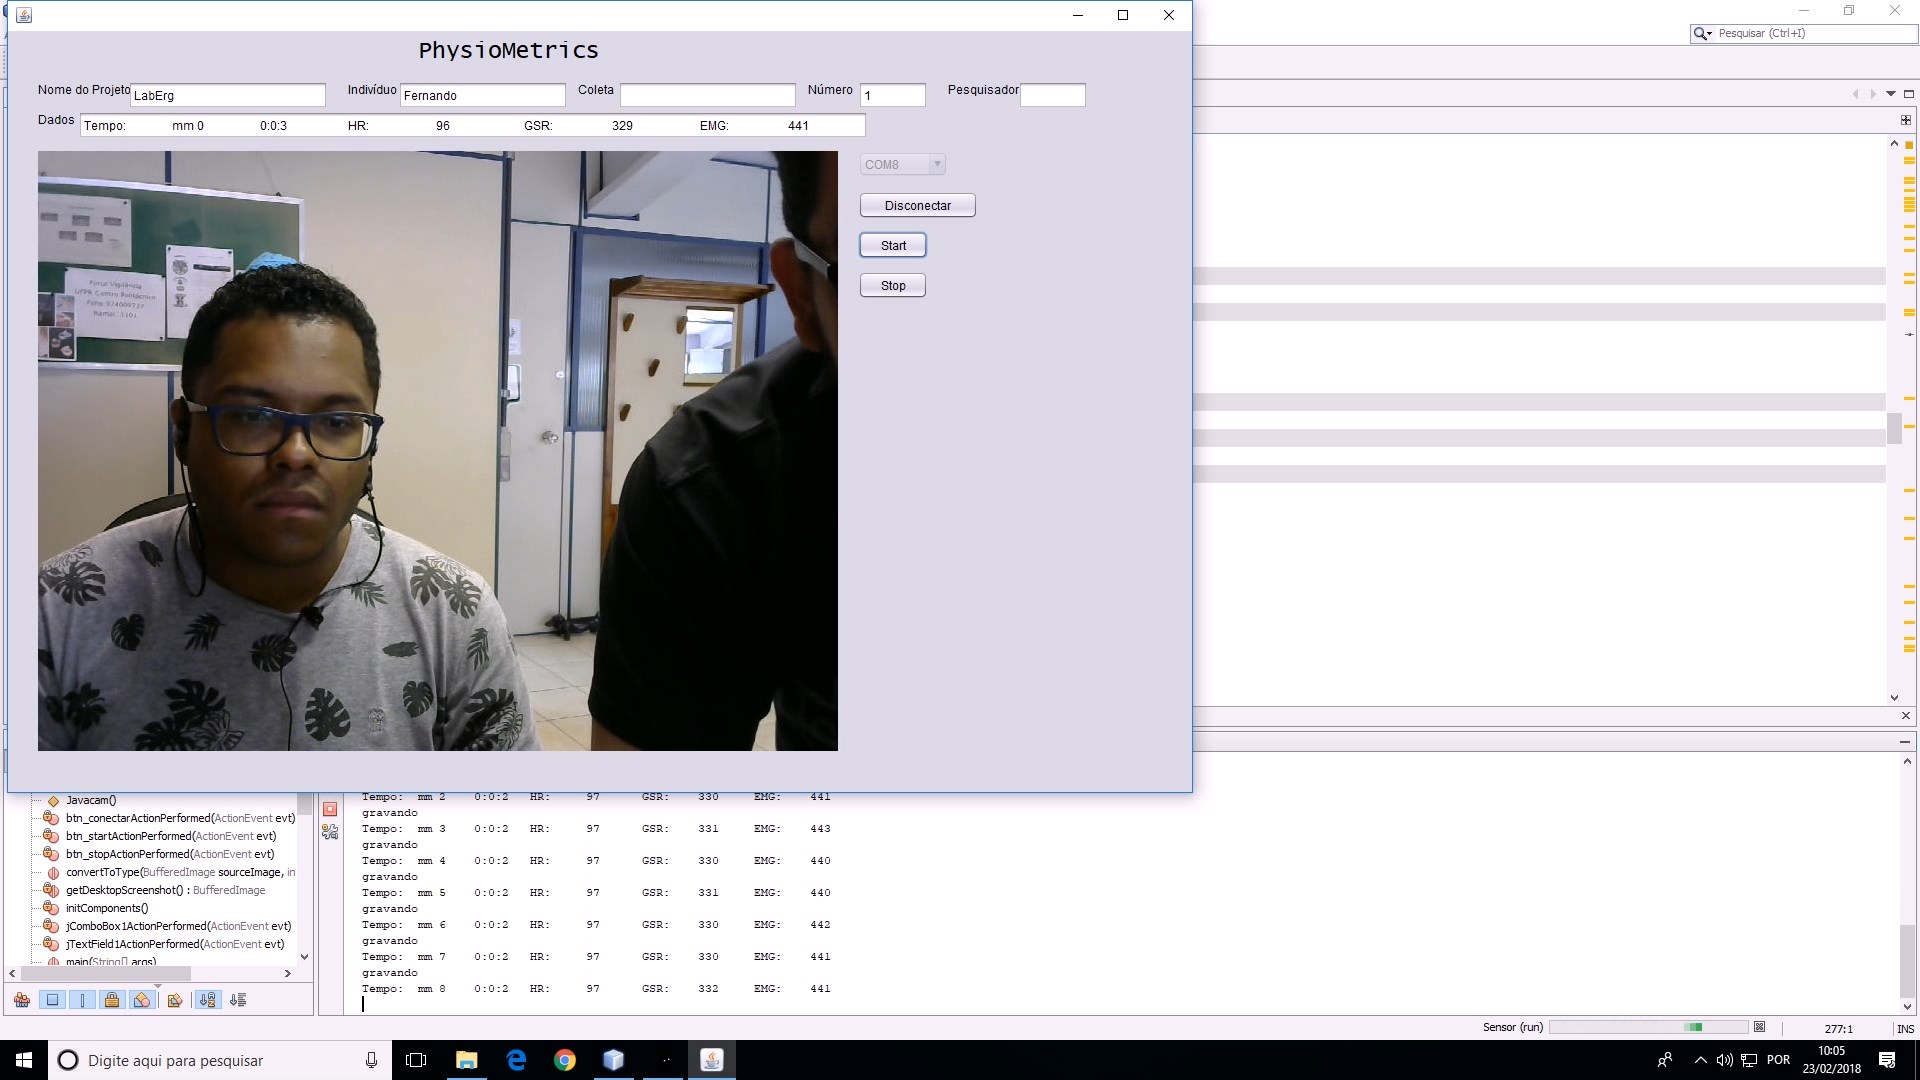 PhysioMetrics
Nome do Projeto LabErg Indivíduo Fernando Coleta Número 1 Pesquisador
Dados Tempo: mm 0 0:0:3 HR: 96 GSR: 329 EMG: 441
COM8
Disconectar
Start
Stop
Portal Vigilância
UFPR Centro Politécnico
Ramal: 1101
Pesquisar (Ctrl+I)
Javacam()
btn_conectarActionPerformed(ActionEvent evt)
btn_startActionPerformed(ActionEvent evt)
btn_stopActionPerformed(ActionEvent evt)
convertToType(BufferedImage sourceImage, in
getDesktopScreenshot() : BufferedImage
initComponents()
jComboBox1ActionPerformed(ActionEvent evt)
jTextField1ActionPerformed(ActionEvent evt)
main(String[] args)
Tempo: mm 2 0:0:2 HR: 97 GSR: 330 EMG: 441
gravando
Tempo: mm 3 0:0:2 HR: 97 GSR: 331 EMG: 443
gravando
Tempo: mm 4 0:0:2 HR: 97 GSR: 330 EMG: 440
gravando
Tempo: mm 5 0:0:2 HR: 97 GSR: 331 EMG: 440
gravando
Tempo: mm 6 0:0:2 HR: 97 GSR: 330 EMG: 442
gravando
Tempo: mm 7 0:0:2 HR: 97 GSR: 330 EMG: 441
gravando
Tempo: mm 8 0:0:2 HR: 97 GSR: 332 EMG: 441
Sensor (run) 277:1 INS
Digite aqui para pesquisar
POR
10:05
23/02/2018